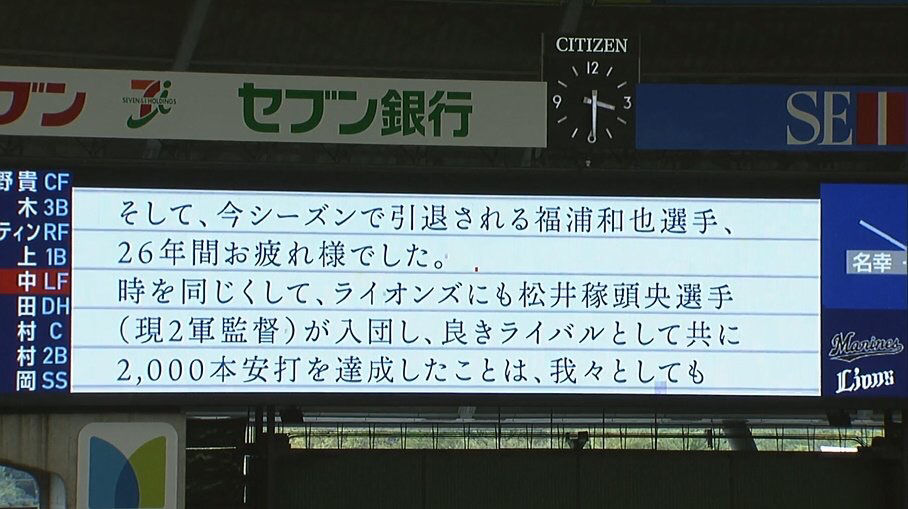 CITIZEN
12
3
9
ブン
SEVEN&I HOLDINGS
セブン銀行
SE
野貴 CF
木 3B
ティン RF
上 1B
中 LF
田 DH
村 C
村 2B
岡 SS
そして、今シーズンで引退される福浦和也選手、
26年間お疲れ様でした。
時を同じくして、ライオンズにも松井稼頭央選手
(現2軍監督)が入団し、良きライバルとして共に
2,000本安打を達成したことは、我々としても
名幸
Marines
Lions